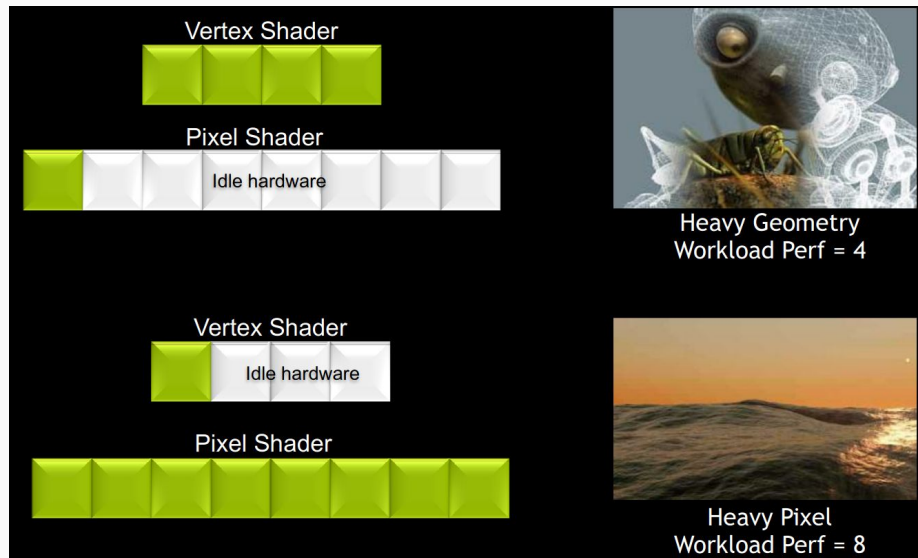 Vertex Shader
Pixel Shader
Idle hardware
Heavy Geometry
Workload Perf = 4
Vertex Shader
Idle hardware
Pixel Shader
Heavy Pixel
Workload Perf = 8